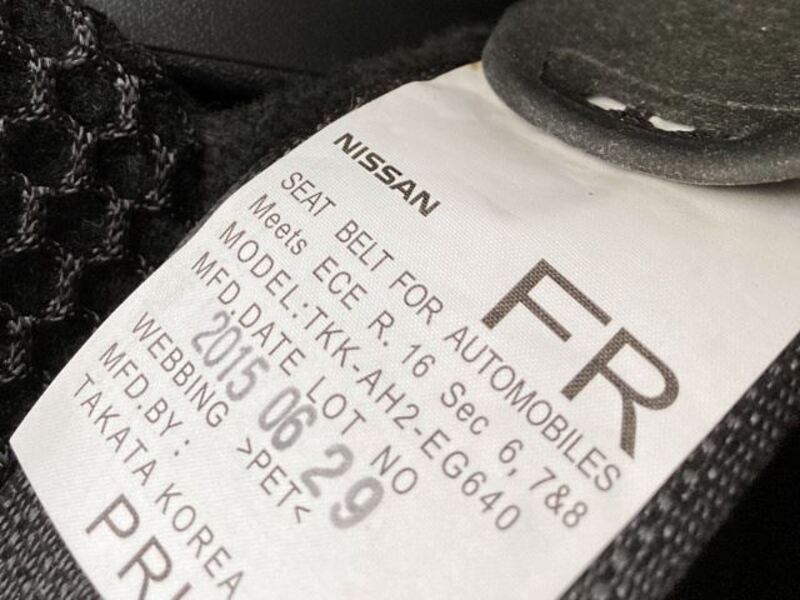 NISSAN
FR
SEAT BELT FOR AUTOMOBILES
Meets ECE R. 16 Sec 6, 7&8
MODEL:TKK-AH2-EG640
MFD.DATE LOT NO
2015 06 29
WEBBING >PET<
MFD.BY:
TAKATA KOREA